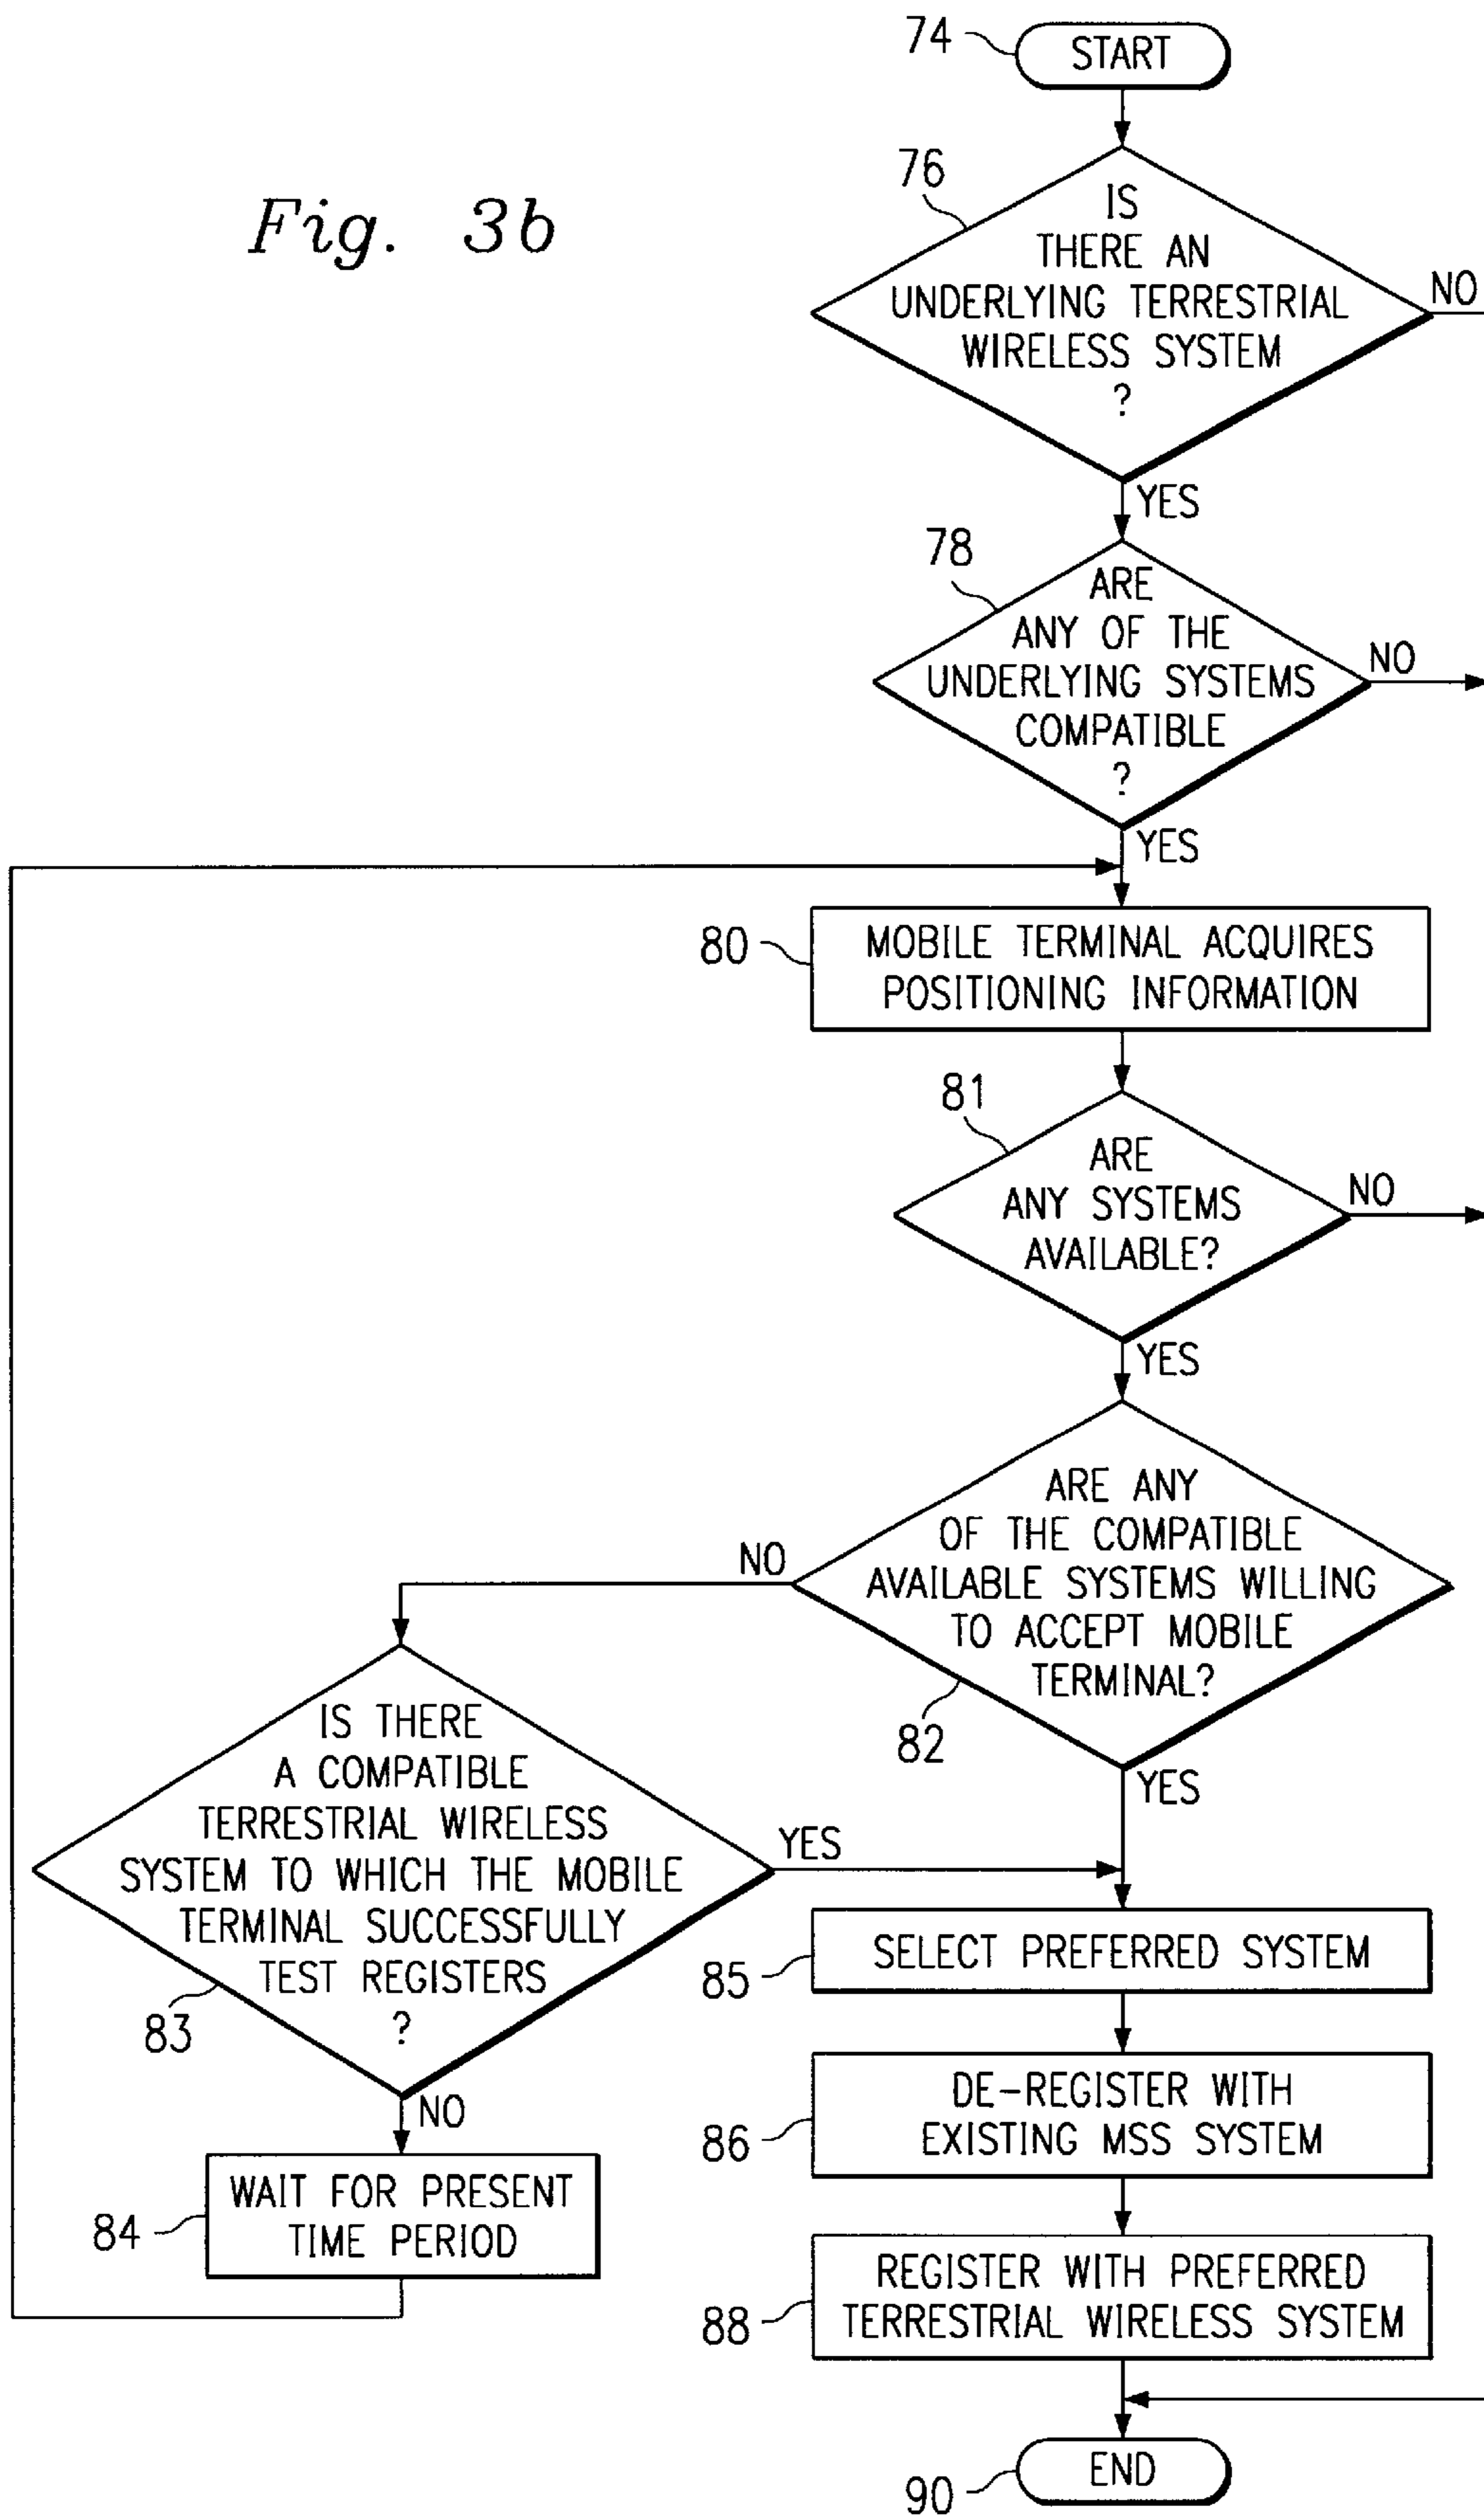 74
START
Fig. 3b
76
IS
THERE AN
UNDERLYING TERRESTRIAL
WIRELESS SYSTEM
?
NO
YES
78
ARE
ANY OF THE
UNDERLYING SYSTEMS
COMPATIBLE
?
NO
YES
80
MOBILE TERMINAL ACQUIRES
POSITIONING INFORMATION
81
ARE
ANY SYSTEMS
AVAILABLE?
NO
YES
ARE ANY
OF THE COMPATIBLE
AVAILABLE SYSTEMS WILLING
TO ACCEPT MOBILE
TERMINAL?
NO
82
YES
IS THERE
A COMPATIBLE
TERRESTRIAL WIRELESS
SYSTEM TO WHICH THE MOBILE
TERMINAL SUCCESSFULLY
TEST REGISTERS
?
YES
83
NO
84
WAIT FOR PRESENT
TIME PERIOD
85
SELECT PREFERRED SYSTEM
86
DE-REGISTER WITH
EXISTING MSS SYSTEM
88
REGISTER WITH PREFERRED
TERRESTRIAL WIRELESS SYSTEM
90
END